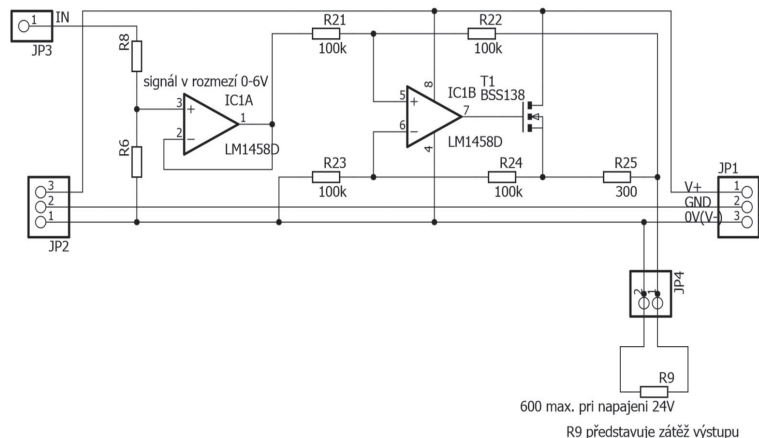 1
IN
JP3
R8
signál v rozmezí 0-6V
IC1A
3
+
2
−
1
LM1458D
R6
R21
100k
R22
100k
8
5
+
6
−
7
4
IC1B
LM1458D
T1
BSS138
R23
100k
R24
100k
R25
300
3
2
1
JP2
JP1
V+
1
GND
2
0V(V-)
3
2
1
JP4
R9
600 max. pri napajeni 24V
R9 představuje zátěž výstupu